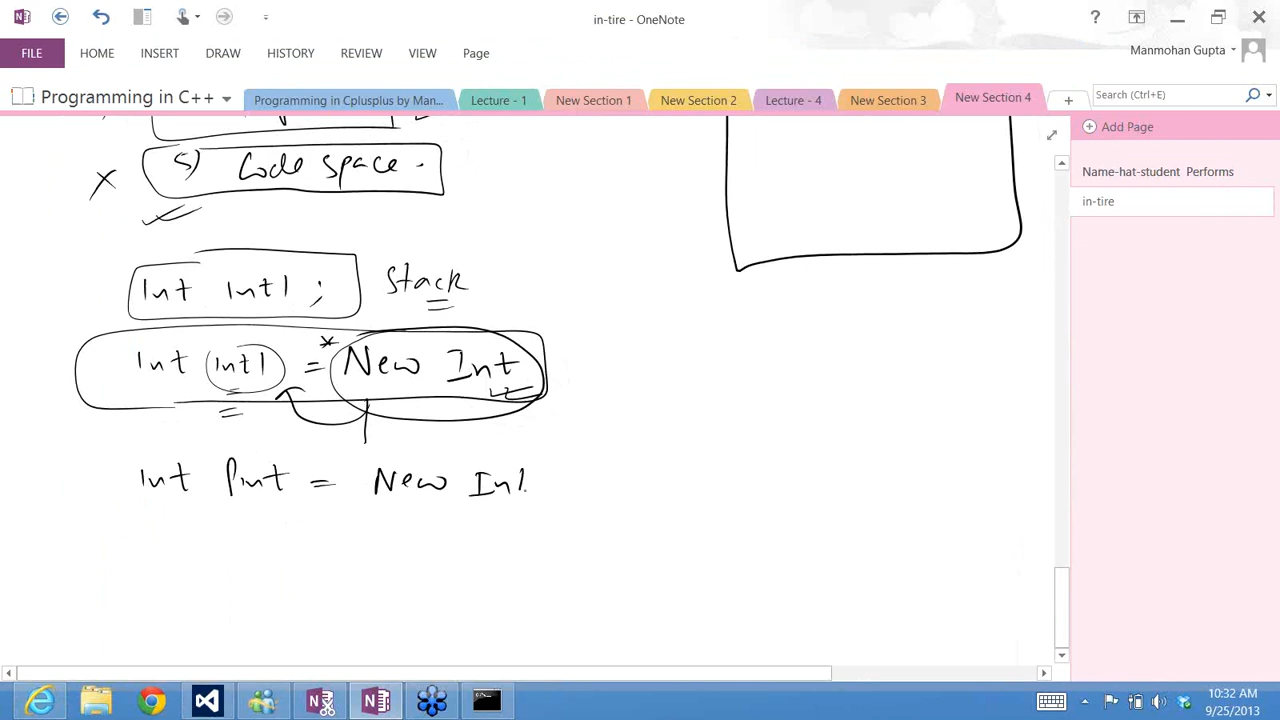 in-tire - OneNote
?
Manmohan Gupta
FILE HOME INSERT DRAW HISTORY REVIEW VIEW Page
Programming in C++ Programming in Cplusplus by Man... Lecture - 1 New Section 1 New Section 2 Lecture - 4 New Section 3 New Section 4 Search (Ctrl+E)
Add Page
Name-hat-student Performs
in-tire
5) Code space.
Int int1 ; Stack
Int int1 = * New Int
Int Pint = New Int
10:32 AM
9/25/2013